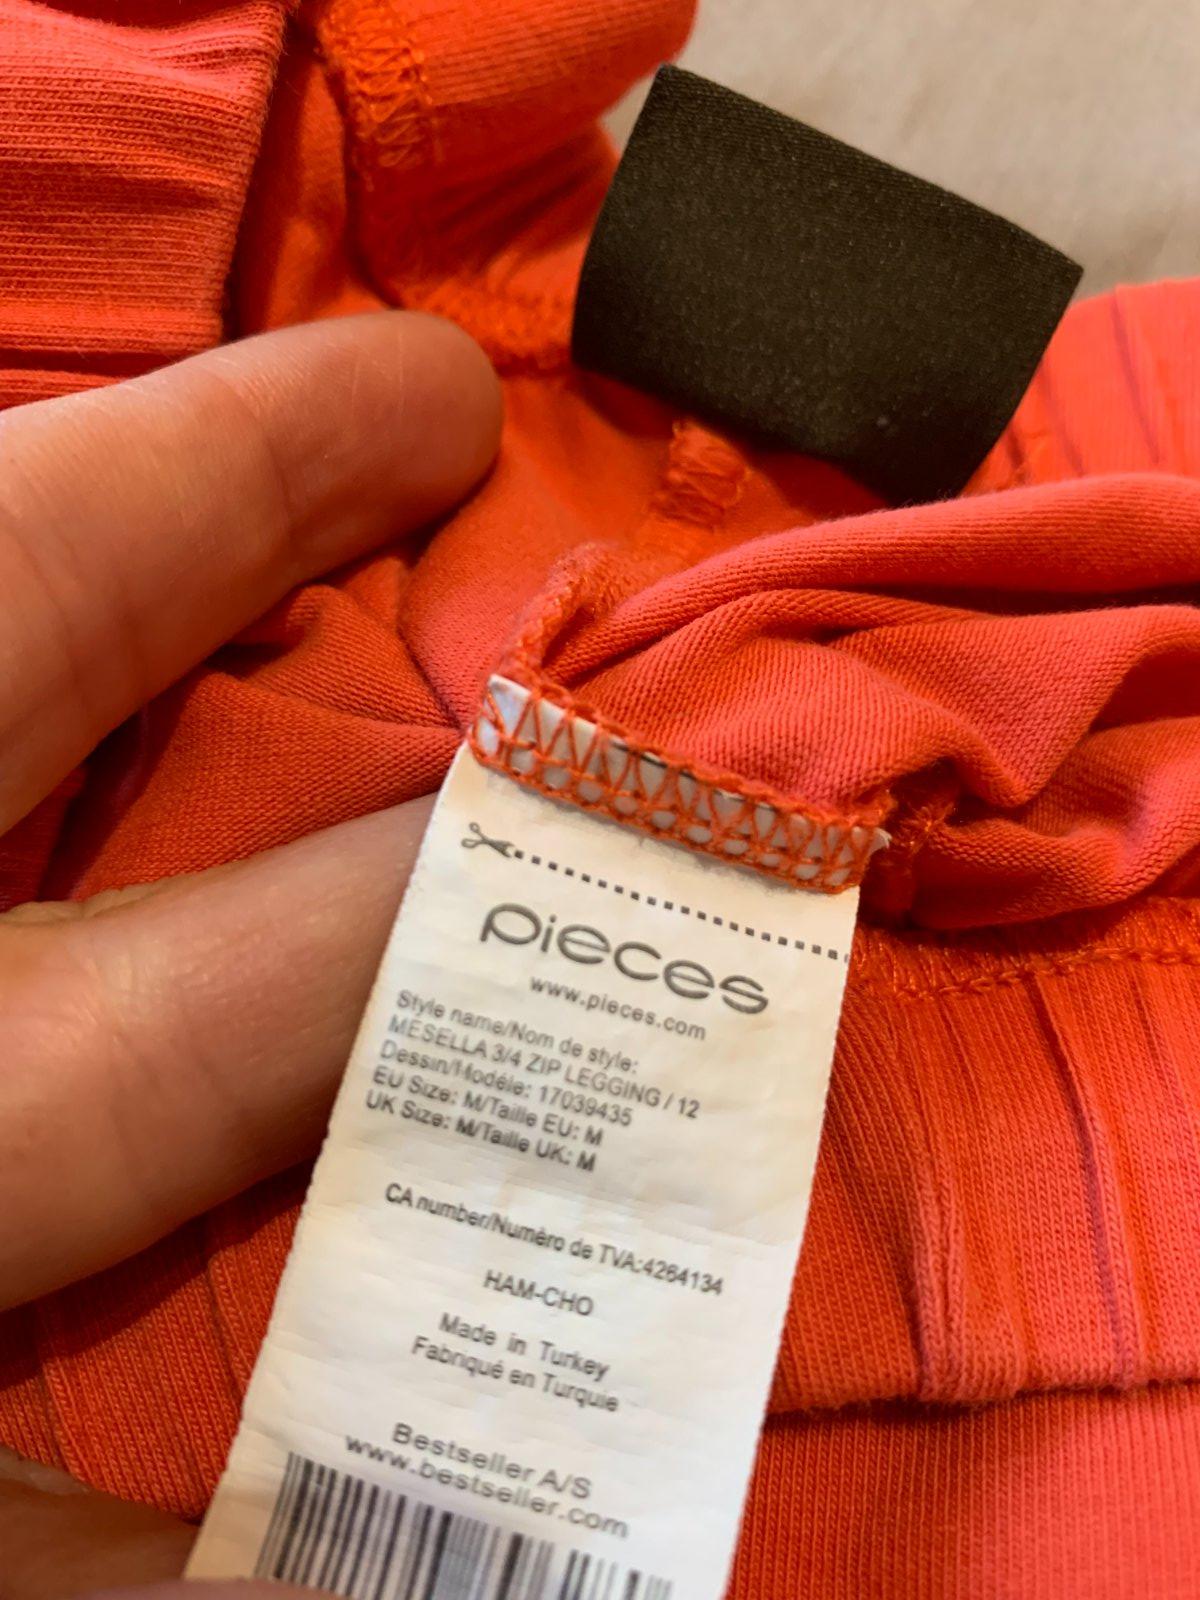 pieces
www.pieces.com
Style name/Nom de style:
MESELLA 3/4 ZIP LEGGING / 12
Dessin/Modéle: 17039435
EU Size: M/Taille EU: M
UK Size: M/Taille UK: M
CA number/Numèro de TVA:4264134
HAM-CHO
Made in Turkey
Fabriqué en Turquie
Bestseller A/S
www.bestseller.com